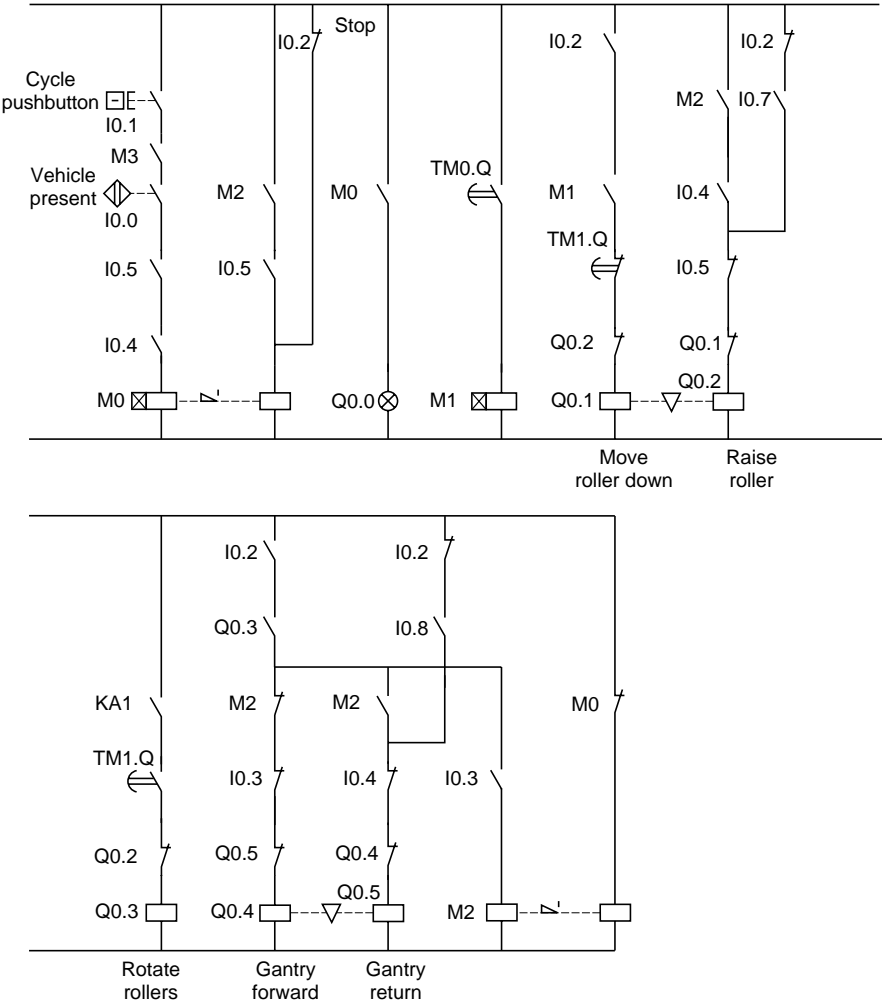 Stop
I0.2
I0.2
I0.2
Cycle
pushbutton
I0.1
M2
I0.7
M3
Vehicle
present
I0.0
M2
M0
TM0.Q
M1
I0.4
TM1.Q
I0.5
I0.5
I0.5
I0.4
Q0.2
Q0.1
Q0.2
M0
Q0.0
M1
Q0.1
Move
roller down
Raise
roller
I0.2
I0.2
Q0.3
I0.8
KA1
M2
M2
M0
TM1.Q
I0.3
I0.4
I0.3
Q0.2
Q0.5
Q0.4
Q0.5
Q0.3
Q0.4
M2
Rotate
rollers
Gantry
forward
Gantry
return